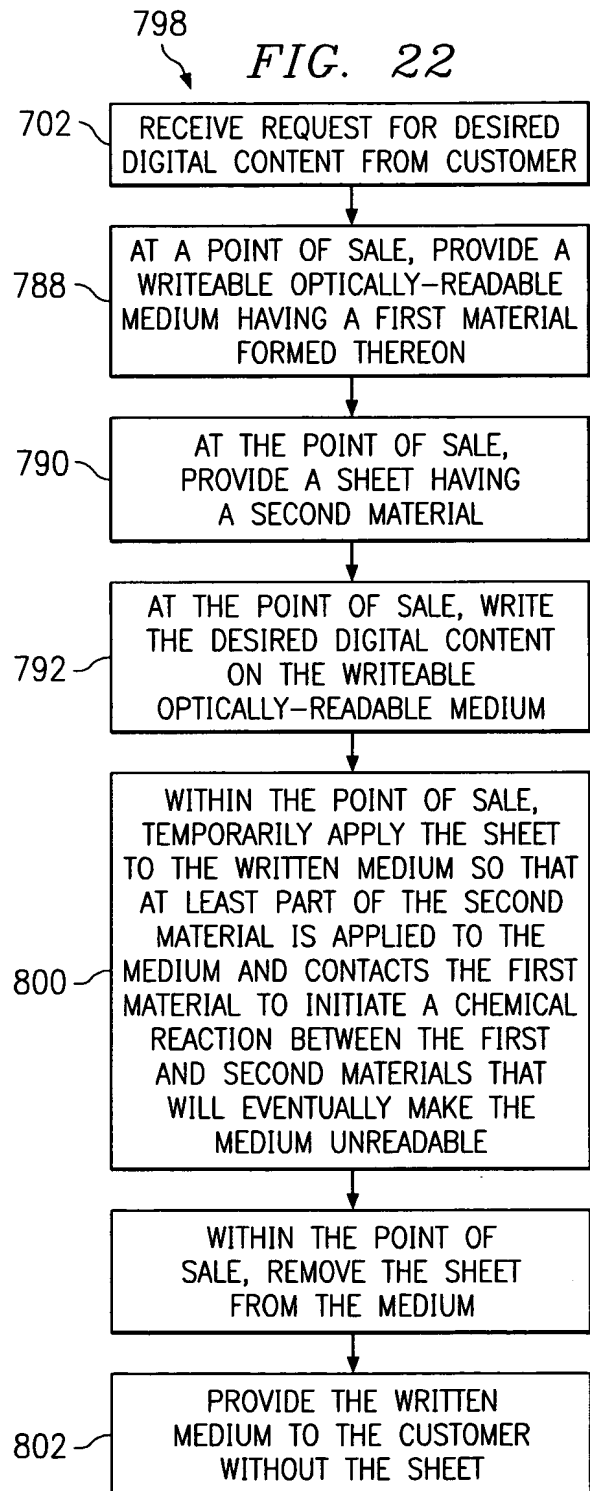 798
FIG. 22
702
RECEIVE REQUEST FOR DESIRED
DIGITAL CONTENT FROM CUSTOMER
788
AT A POINT OF SALE, PROVIDE A
WRITEABLE OPTICALLY-READABLE
MEDIUM HAVING A FIRST MATERIAL
FORMED THEREON
790
AT THE POINT OF SALE,
PROVIDE A SHEET HAVING
A SECOND MATERIAL
792
AT THE POINT OF SALE, WRITE
THE DESIRED DIGITAL CONTENT
ON THE WRITEABLE
OPTICALLY-READABLE MEDIUM
800
WITHIN THE POINT OF SALE,
TEMPORARILY APPLY THE SHEET
TO THE WRITTEN MEDIUM SO THAT
AT LEAST PART OF THE SECOND
MATERIAL IS APPLIED TO THE
MEDIUM AND CONTACTS THE FIRST
MATERIAL TO INITIATE A CHEMICAL
REACTION BETWEEN THE FIRST
AND SECOND MATERIALS THAT
WILL EVENTUALLY MAKE THE
MEDIUM UNREADABLE
WITHIN THE POINT OF
SALE, REMOVE THE SHEET
FROM THE MEDIUM
802
PROVIDE THE WRITTEN
MEDIUM TO THE CUSTOMER
WITHOUT THE SHEET